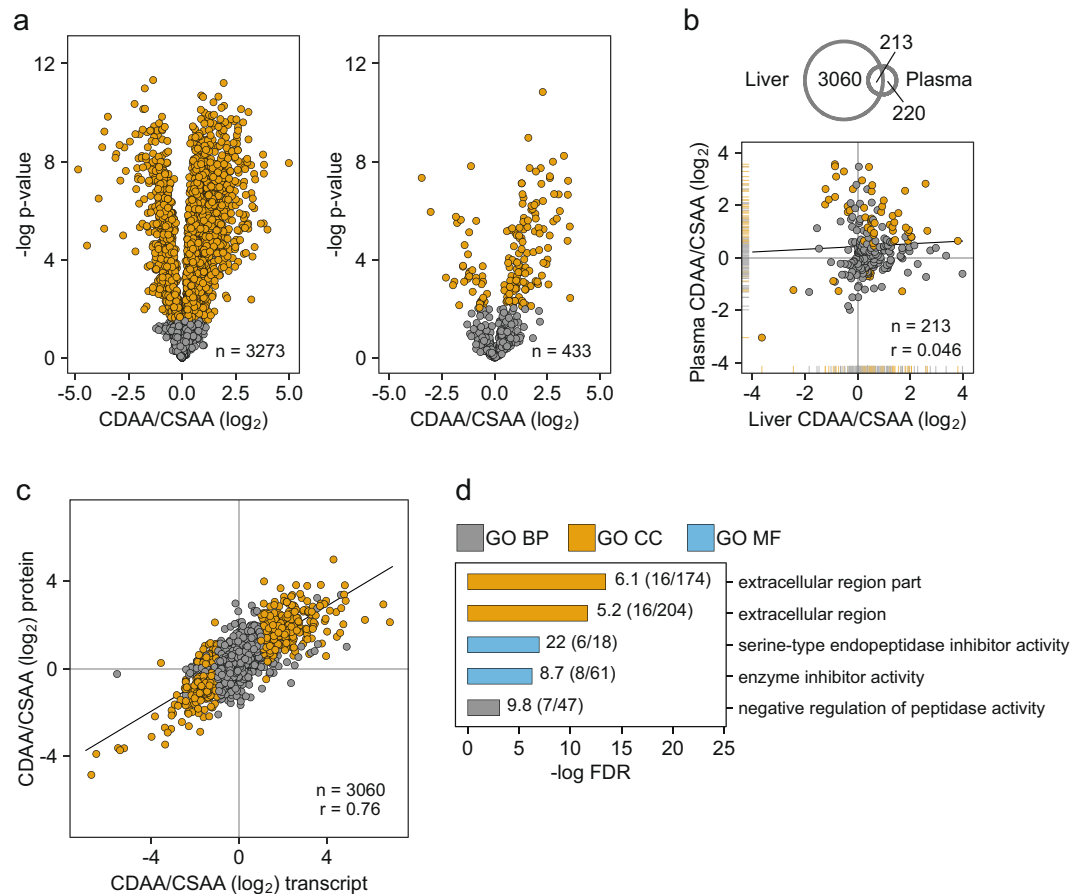 a
12
8
4
0
-log p-value
n = 3273
-5.0
-2.5
0.0
2.5
5.0
CDAA/CSAA (log2)
12
8
4
0
-log p-value
n = 433
-5.0
-2.5
0.0
2.5
5.0
CDAA/CSAA (log2)
b
213
Liver
3060
Plasma
220
4
2
0
-2
-4
Plasma CDAA/CSAA (log2)
n = 213
r = 0.046
-4
-2
0
2
4
Liver CDAA/CSAA (log2)
c
4
0
-4
CDAA/CSAA (log2) protein
n = 3060
r = 0.76
-4
0
4
CDAA/CSAA (log2) transcript
d
GO BP
GO CC
GO MF
6.1 (16/174)
extracellular region part
5.2 (16/204)
extracellular region
22 (6/18)
serine-type endopeptidase inhibitor activity
8.7 (8/61)
enzyme inhibitor activity
9.8 (7/47)
negative regulation of peptidase activity
0
5
10
15
20
25
-log FDR